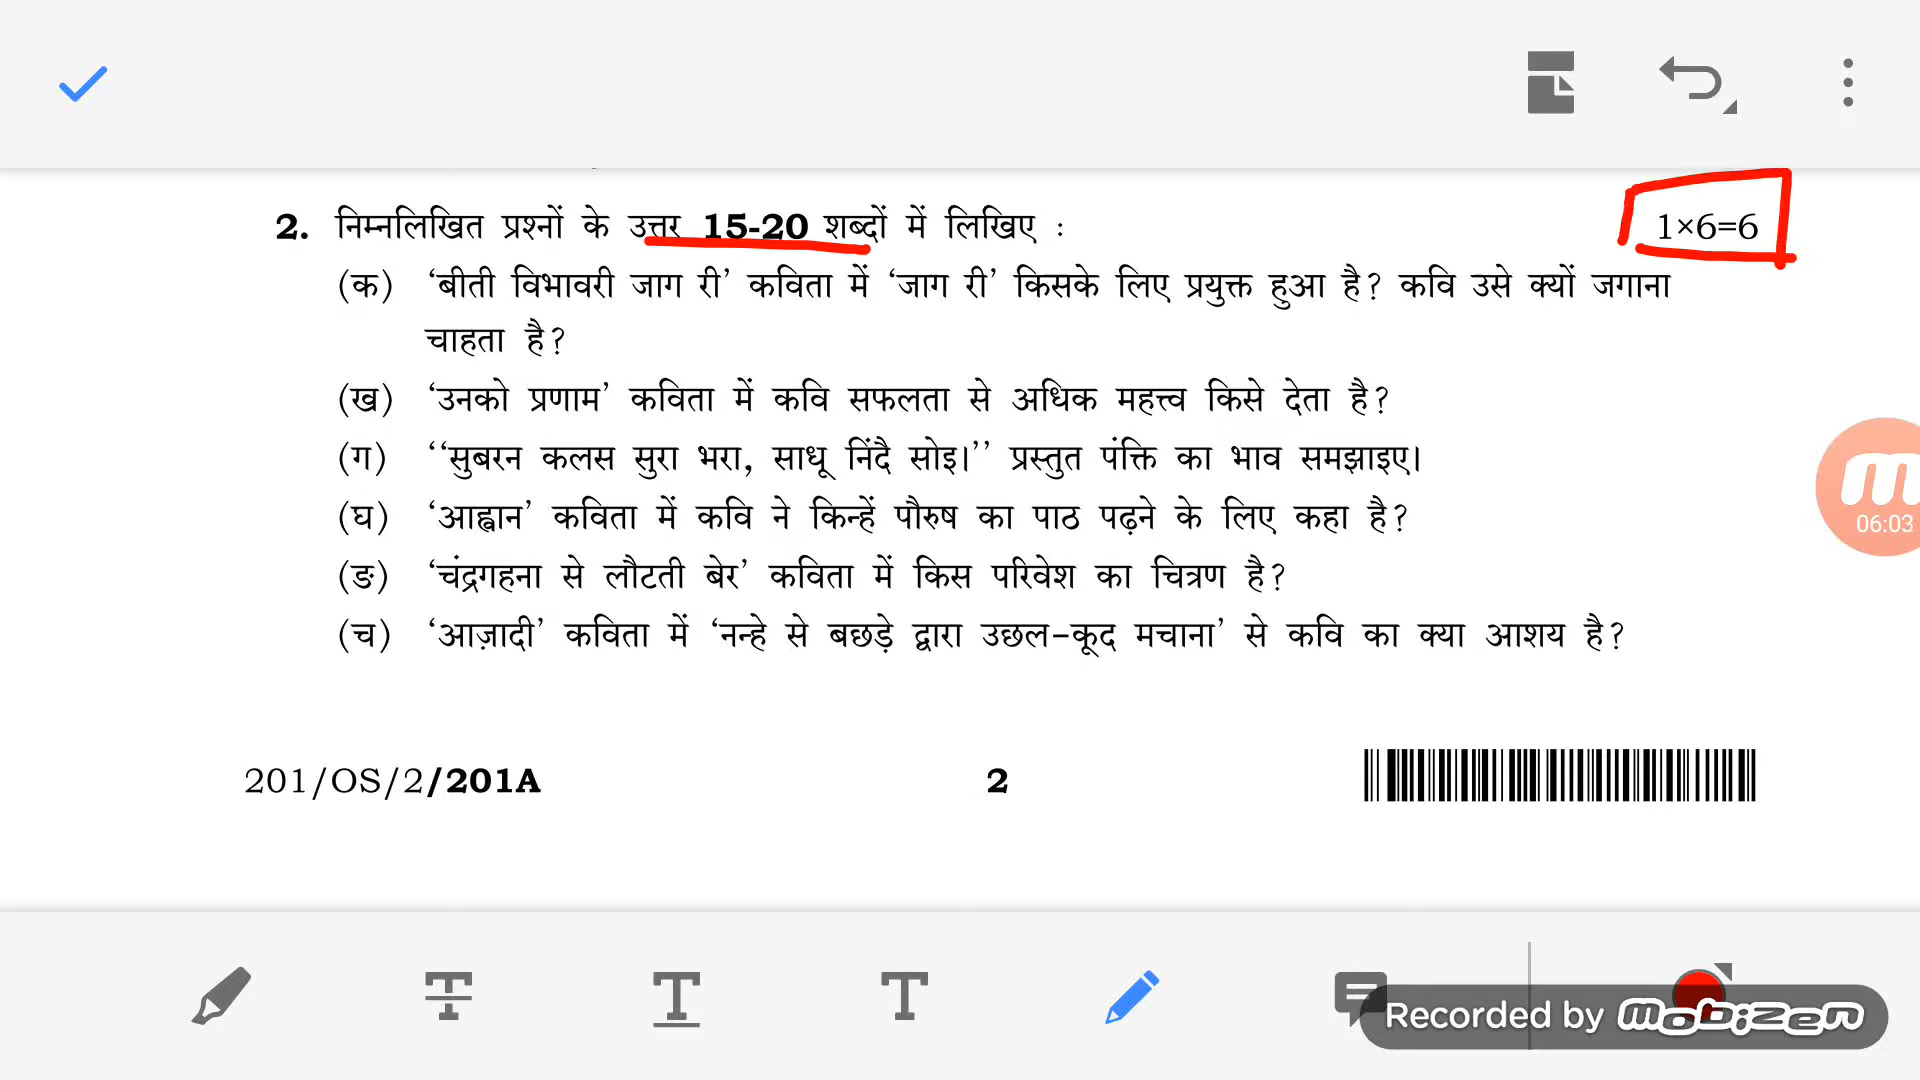 2. निम्नलिखित प्रश्नों के उत्तर 15-20 शब्दों में लिखिए : 1×6=6
(क) ‘बीती विभावरी जाग री’ कविता में ‘जाग री’ किसके लिए प्रयुक्त हुआ है? कवि उसे क्यों जगाना
चाहता है?
(ख) ‘उनको प्रणाम’ कविता में कवि सफलता से अधिक महत्त्व किसे देता है?
(ग) ‘‘सुबरन कलस सुरा भरा, साधू निंदै सोइ।’’ प्रस्तुत पंक्ति का भाव समझाइए।
(घ) ‘आह्वान’ कविता में कवि ने किन्हें पौरुष का पाठ पढ़ने के लिए कहा है?
(ङ) ‘चंद्रगहना से लौटती बेर’ कविता में किस परिवेश का चित्रण है?
(च) ‘आज़ादी’ कविता में ‘नन्हे से बछड़े द्वारा उछल-कूद मचाना’ से कवि का क्या आशय है?
06:03
201/OS/2/201A 2
Recorded by mobizen